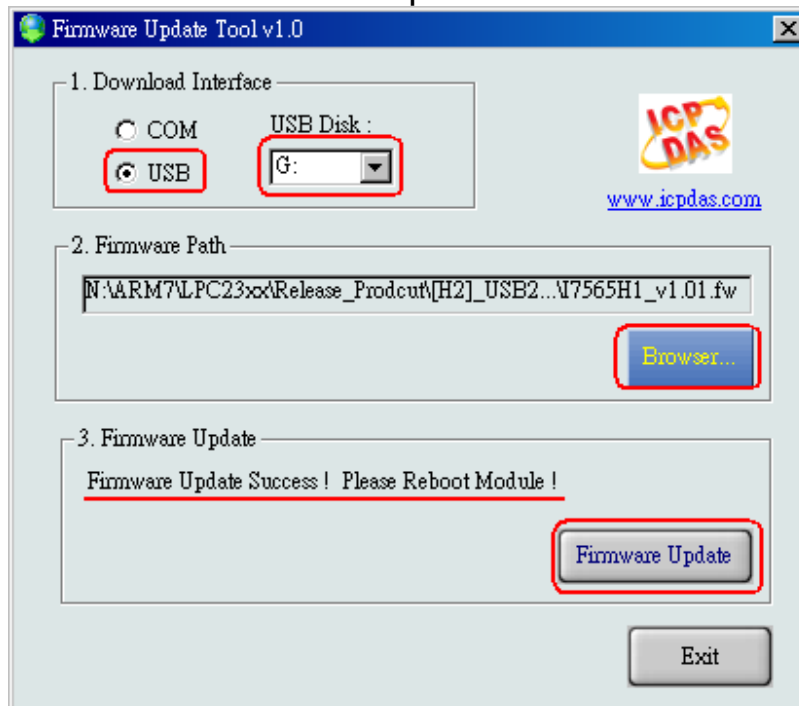 Firmware Update Tool v1.0
1. Download Interface
COM
USB Disk :
USB
G:
ICP
DAS
www.icpdas.com
2. Firmware Path
N:\ARM7\LPC23xx\Release_Prodcut\[H2]_USB2...\I7565H1_v1.01.fw
Browser...
3. Firmware Update
Firmware Update Success ! Please Reboot Module !
Firmware Update
Exit